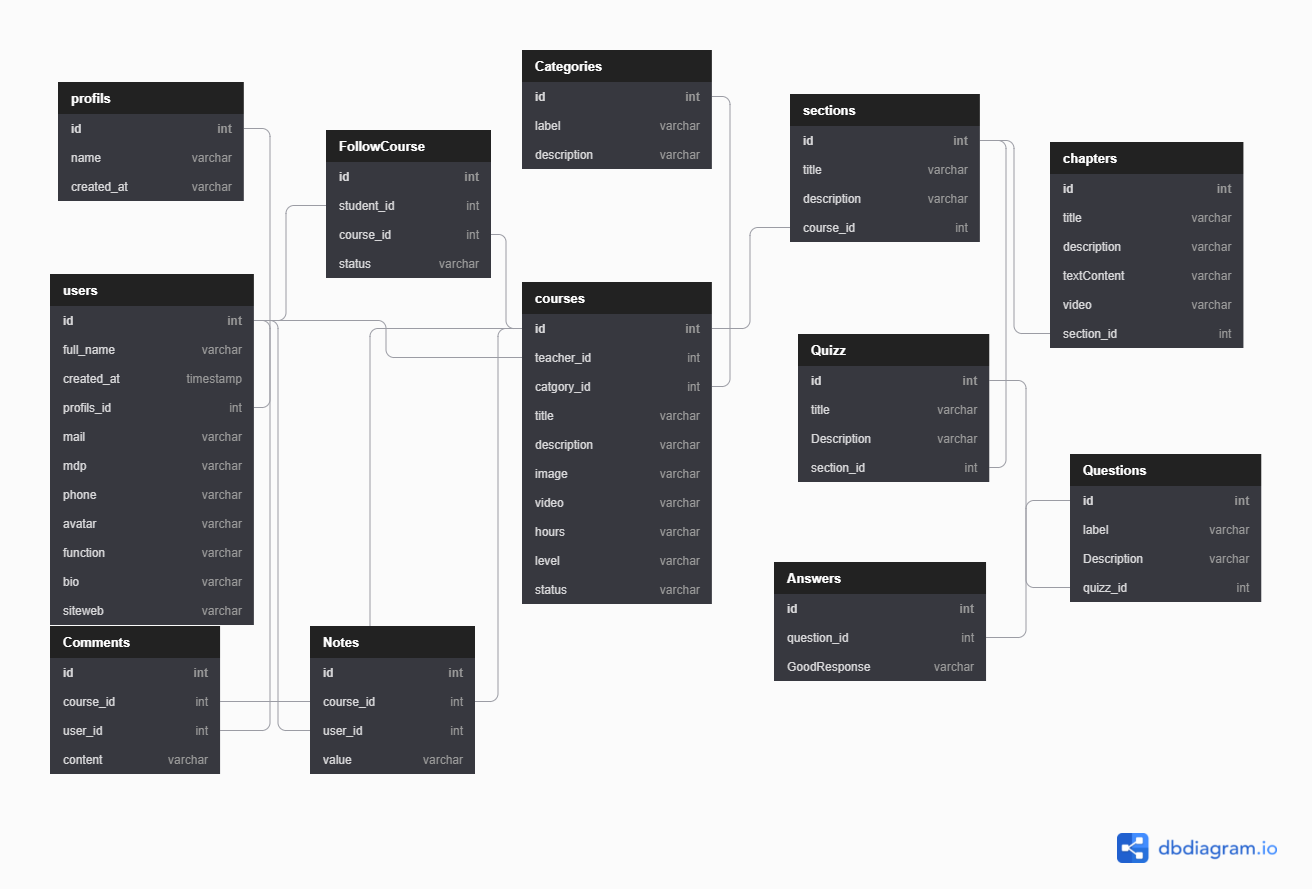 profils
id int
name varchar
created_at varchar
FollowCourse
id int
student_id int
course_id int
status varchar
Categories
id int
label varchar
description varchar
sections
id int
title varchar
description varchar
course_id int
chapters
id int
title varchar
description varchar
textContent varchar
video varchar
section_id int
users
id int
full_name varchar
created_at timestamp
profils_id int
mail varchar
mdp varchar
phone varchar
avatar varchar
function varchar
bio varchar
siteweb varchar
courses
id int
teacher_id int
catgory_id int
title varchar
description varchar
image varchar
video varchar
hours varchar
level varchar
status varchar
Quizz
id int
title varchar
Description varchar
section_id int
Questions
id int
label varchar
Description varchar
quizz_id int
Answers
id int
question_id int
GoodResponse varchar
Comments
id int
course_id int
user_id int
content varchar
Notes
id int
course_id int
user_id int
value varchar
dbdiagram.io